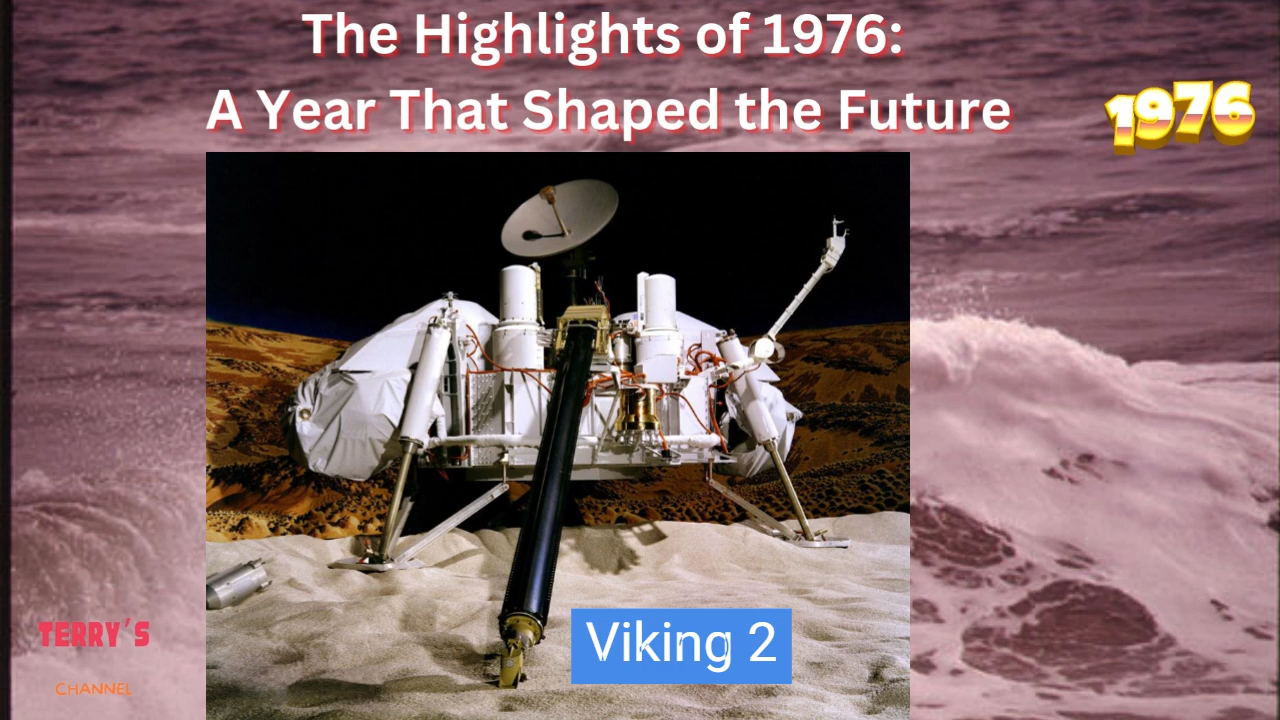 The Highlights of 1976:
A Year That Shaped the Future
1976
Viking 2
TERRY'S
CHANNEL